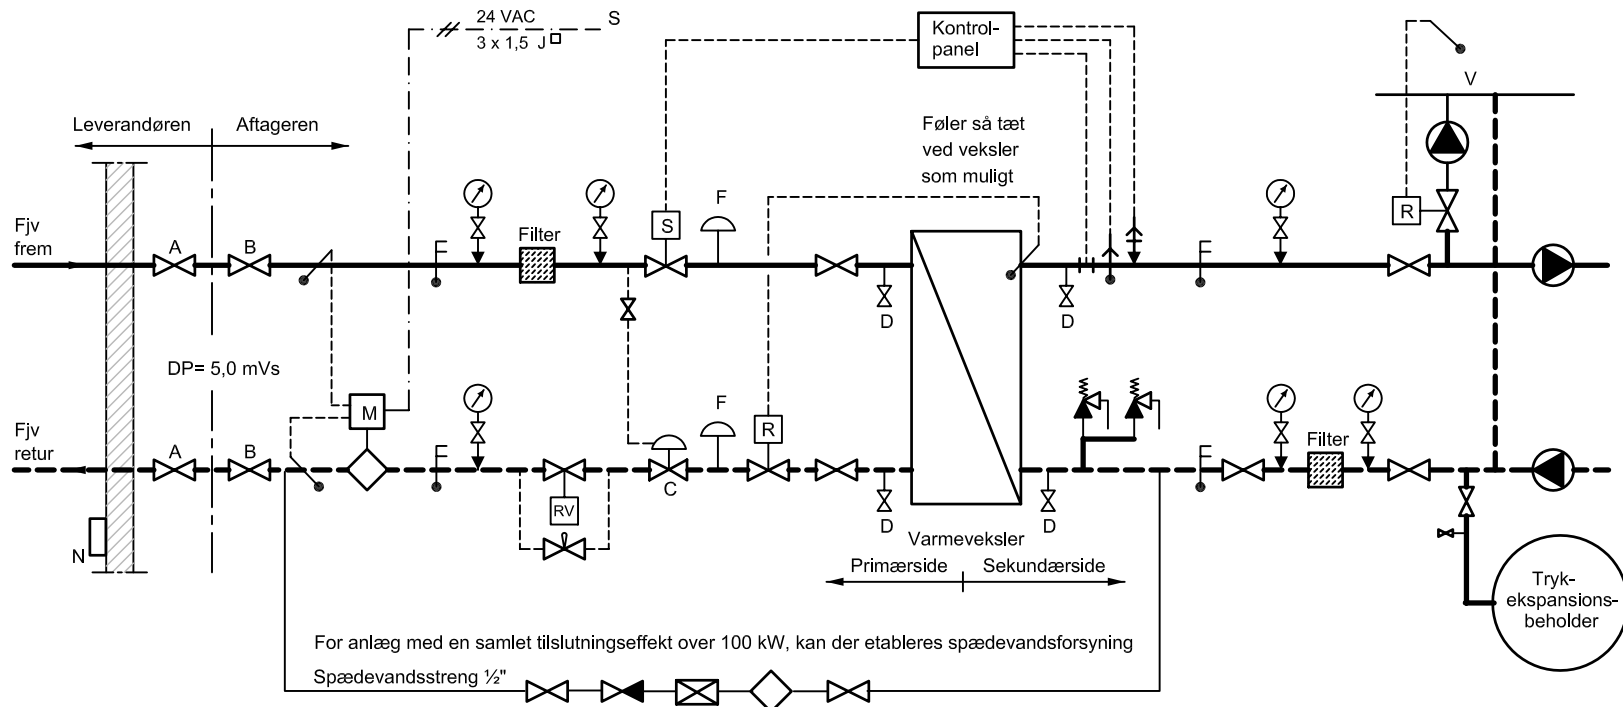 24 VAC
S
3 x 1,5 J
Kontrol-
panel
V
Leverandøren
Aftageren
Føler så tæt
ved veksler
som muligt
Fjv
frem
A
B
Filter
S
F
R
D
D
DP= 5,0 mVs
M
F
R
Fjv
retur
A
B
Filter
C
RV
D
D
N
Varmeveksler
Primærside
Sekundærside
Tryk-
ekspansions-
beholder
For anlæg med en samlet tilslutningseffekt over 100 kW, kan der etableres spædevandsforsyning
Spædevandsstreng ½"